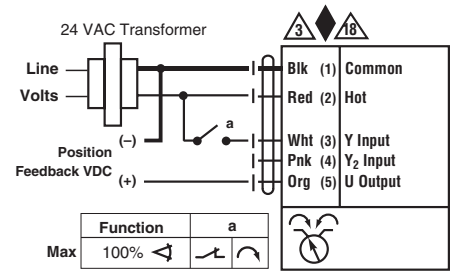 24 VAC Transformer
3
18
Line
Volts
Blk (1) Common
Red (2) Hot
a
(–)
Position
Feedback VDC
(+)
Wht (3) Y Input
Pnk (4) Y₂ Input
Org (5) U Output
Function a
Max 100%